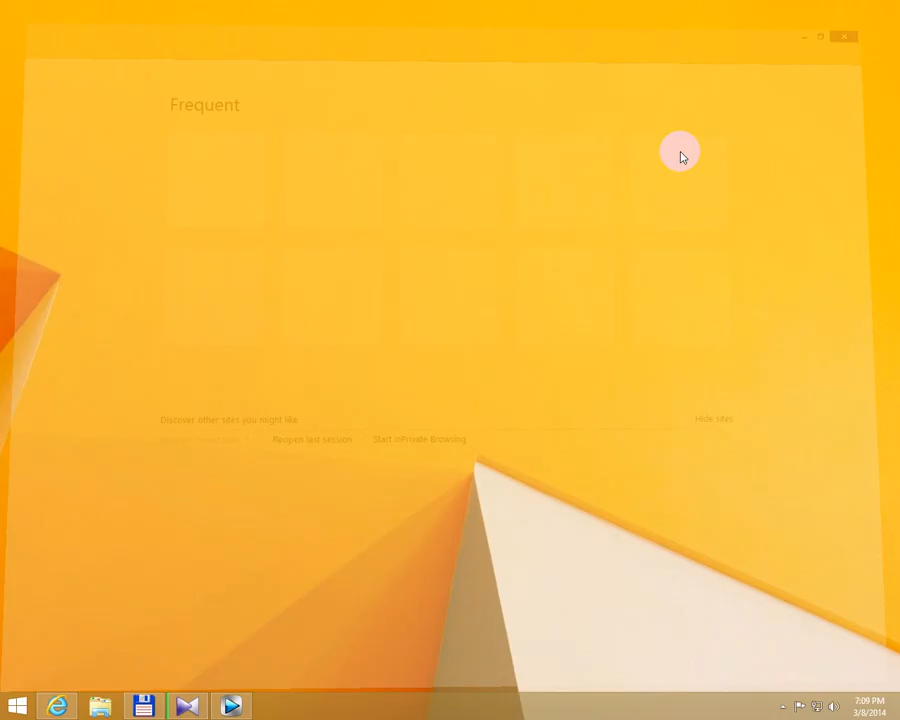 Frequent
Discover other sites you might like
Hide sites
Reopen last session
Start InPrivate Browsing
7:09 PM
3/8/2014